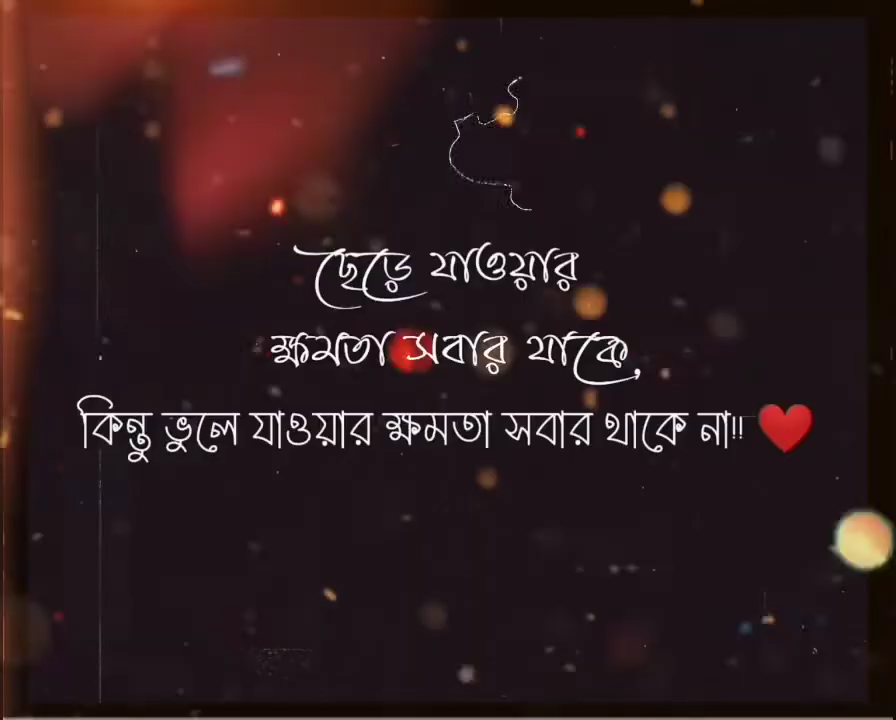 ছেড়ে যাওয়ার
ক্ষমতা সবার থাকে,
কিন্তু ভুলে যাওয়ার ক্ষমতা সবার থাকে না!! ❤️